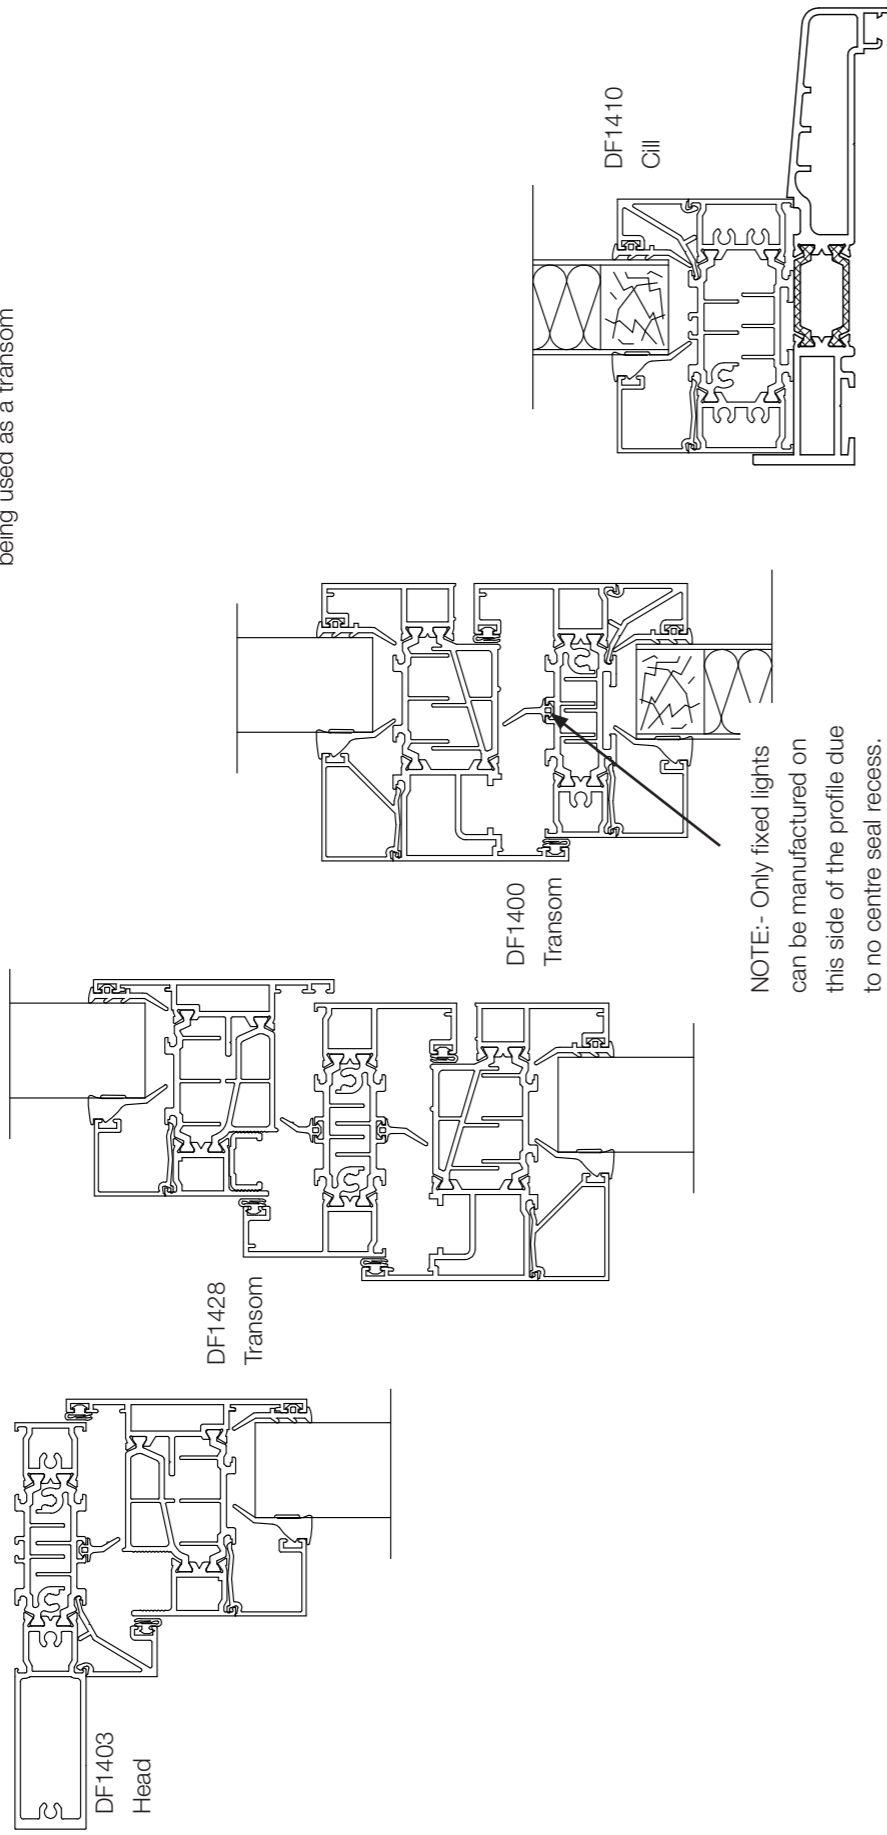 being used as a transom
DF1403
Head
DF1428
Transom
DF1400
Transom
NOTE:- Only fixed lights
can be manufactured on
this side of the profile due
to no centre seal recess.
DF1410
Cill